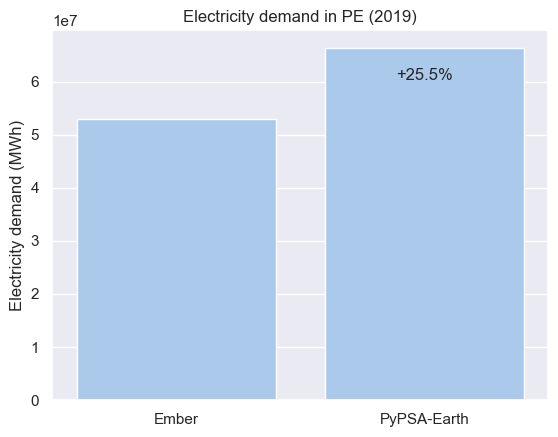 Electricity demand in PE (2019)
1e7
Electricity demand (MWh)
6
5
4
3
2
1
0
+25.5%
Ember
PyPSA-Earth